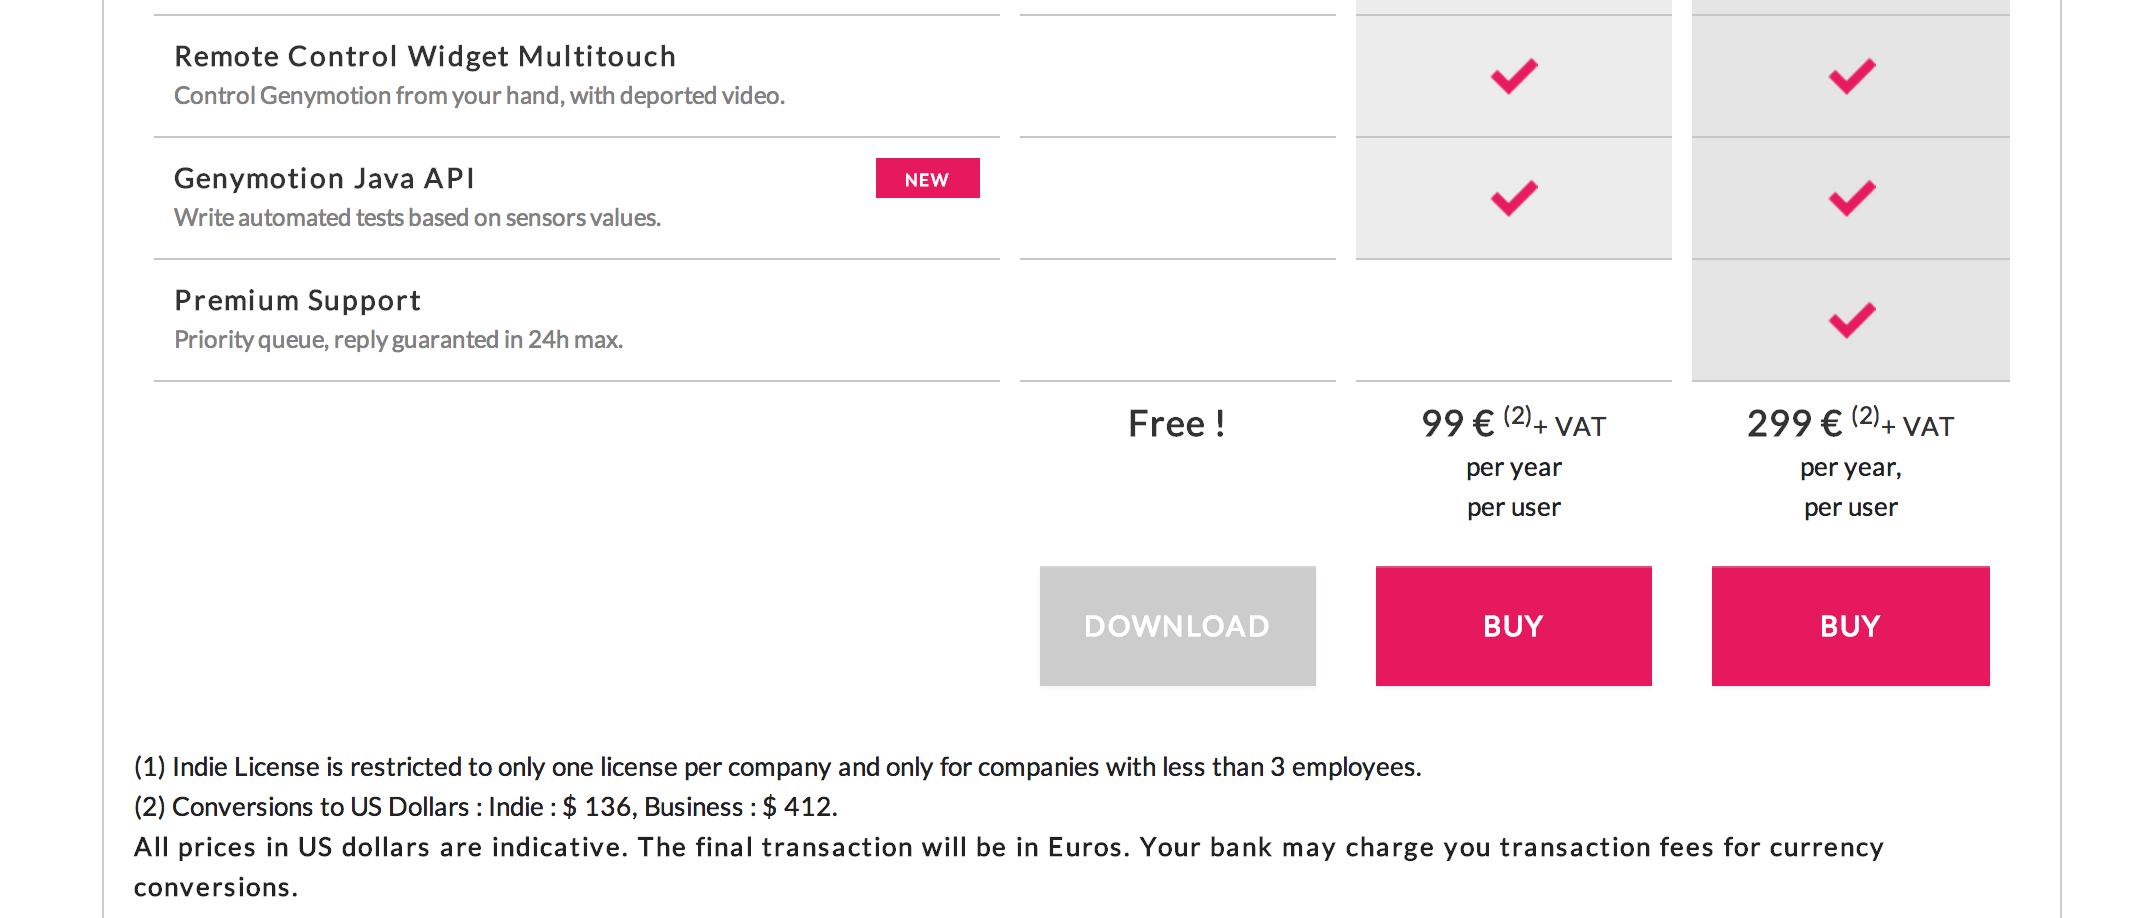 Remote Control Widget Multitouch
Control Genymotion from your hand, with deported video.
Genymotion Java API
NEW
Write automated tests based on sensors values.
Premium Support
Priority queue, reply guaranted in 24h max.
Free !
99 € (2)+ VAT
per year
per user
299 € (2)+ VAT
per year,
per user
DOWNLOAD
BUY
BUY
(1) Indie License is restricted to only one license per company and only for companies with less than 3 employees.
(2) Conversions to US Dollars : Indie : $ 136, Business : $ 412.
All prices in US dollars are indicative. The final transaction will be in Euros. Your bank may charge you transaction fees for currency
conversions.